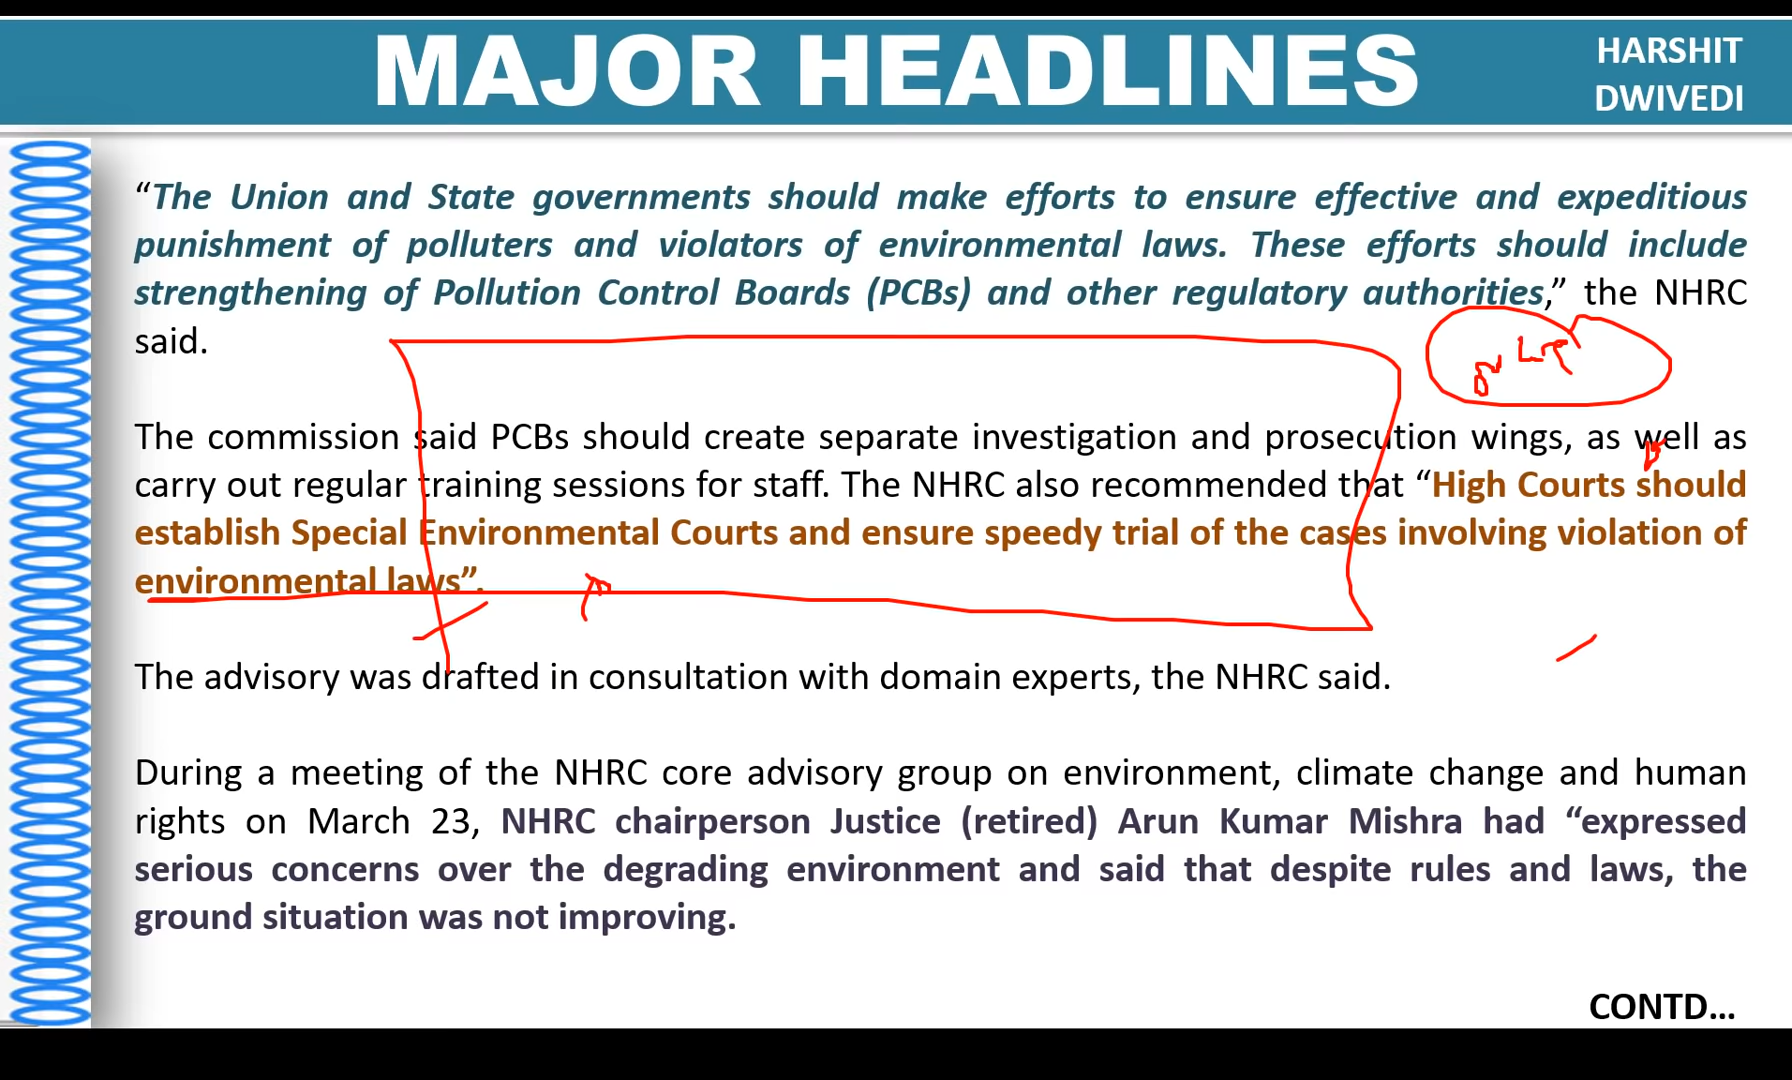 MAJOR HEADLINES
HARSHIT
DWIVEDI
“The Union and State governments should make efforts to ensure effective and expeditious
punishment of polluters and violators of environmental laws. These efforts should include
strengthening of Pollution Control Boards (PCBs) and other regulatory authorities,” the NHRC
said.
The commission said PCBs should create separate investigation and prosecution wings, as well as
carry out regular training sessions for staff. The NHRC also recommended that “High Courts should
establish Special Environmental Courts and ensure speedy trial of the cases involving violation of
environmental laws”.
The advisory was drafted in consultation with domain experts, the NHRC said.
During a meeting of the NHRC core advisory group on environment, climate change and human
rights on March 23, NHRC chairperson Justice (retired) Arun Kumar Mishra had “expressed
serious concerns over the degrading environment and said that despite rules and laws, the
ground situation was not improving.
CONTD...